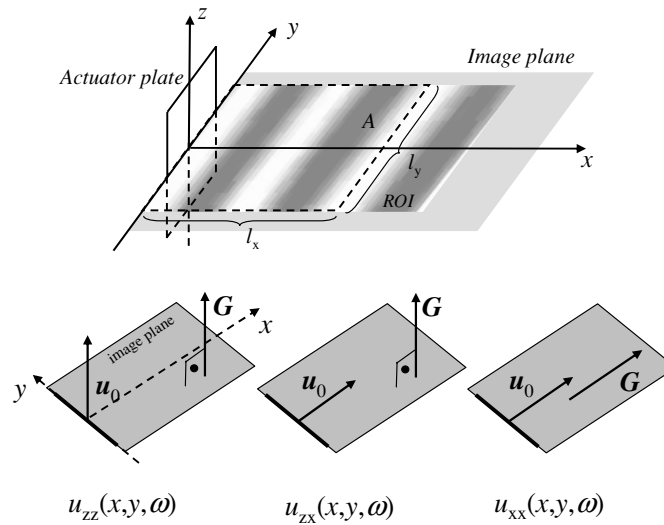 z
y
Actuator plate
Image plane
A
l_y
x
ROI
l_x
G
G
image plane
x
y
u_0
u_0
u_0
G
u_zz(x,y,ω)
u_zx(x,y,ω)
u_xx(x,y,ω)